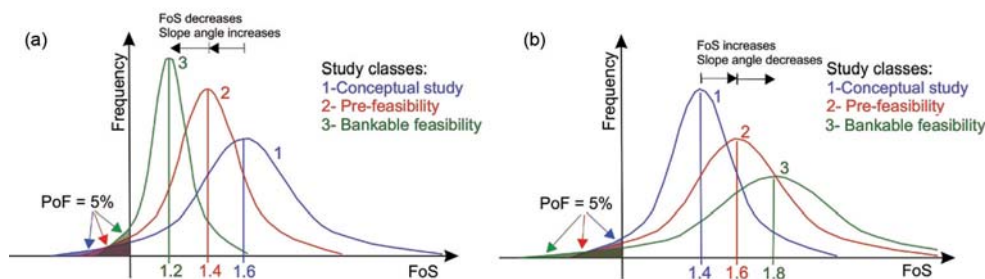 (a)
FoS decreases
Slope angle increases
Frequency
3
2
1
Study classes:
1-Conceptual study
2- Pre-feasibility
3- Bankable feasibility
PoF = 5%
1.2
1.4
1.6
FoS
(b)
FoS increases
Slope angle decreases
Frequency
1
2
3
Study classes:
1-Conceptual study
2- Pre-feasibility
3- Bankable feasibility
PoF = 5%
1.4
1.6
1.8
FoS